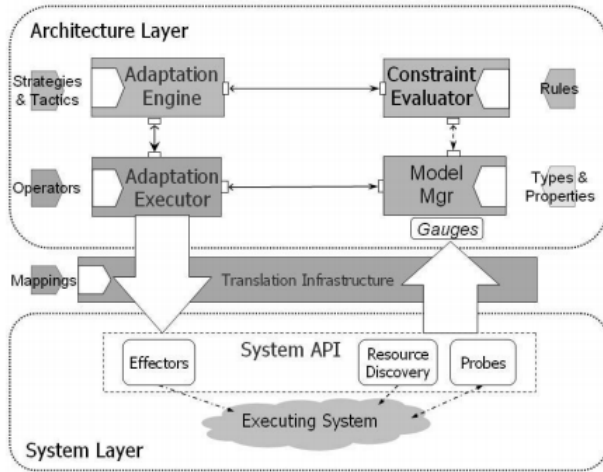 Architecture Layer
Strategies
& Tactics
Adaptation
Engine
Constraint
Evaluator
Rules
Operators
Adaptation
Executor
Model
Mgr
Types &
Properties
Gauges
Mappings
Translation Infrastructure
System API
Effectors
Resource
Discovery
Probes
Executing System
System Layer